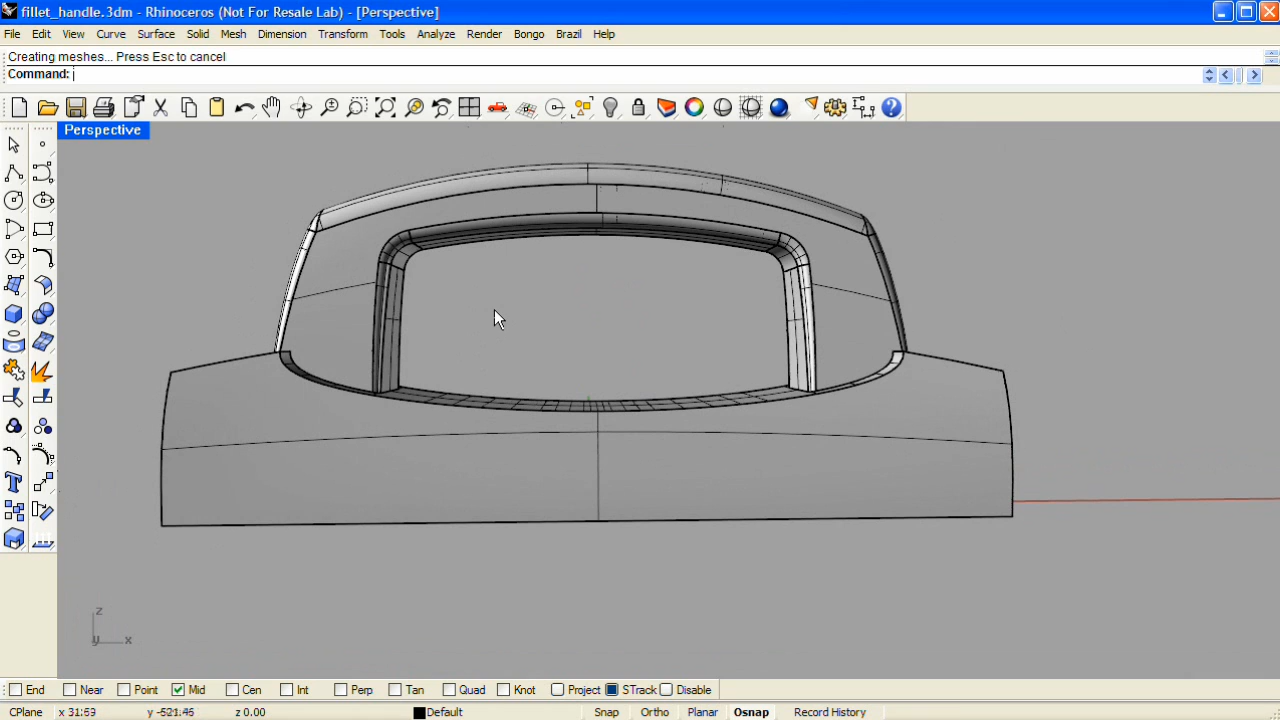 fillet_handle.3dm - Rhinoceros (Not For Resale Lab) - [Perspective]
File Edit View Curve Surface Solid Mesh Dimension Transform Tools Analyze Render Bongo Brazil Help
Creating meshes... Press Esc to cancel
Command:
Perspective
z
y x
End Near Point Mid Cen Int Perp Tan Quad Knot Project STrack Disable
CPlane x 31.59 y -521.45 z 0.00 Default Snap Ortho Planar Osnap Record History